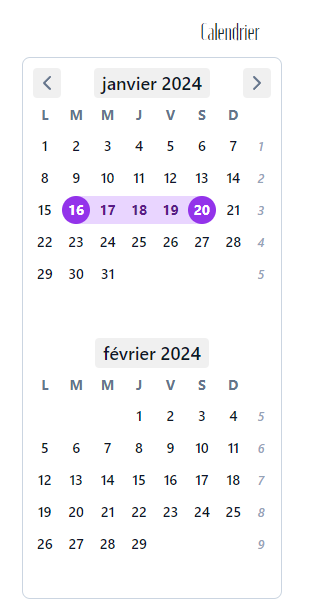 Calendrier
janvier 2024
L M M J V S D
1 2 3 4 5 6 7 1
8 9 10 11 12 13 14 2
15 16 17 18 19 20 21 3
22 23 24 25 26 27 28 4
29 30 31 5
février 2024
L M M J V S D
1 2 3 4 5
5 6 7 8 9 10 11 6
12 13 14 15 16 17 18 7
19 20 21 22 23 24 25 8
26 27 28 29 9